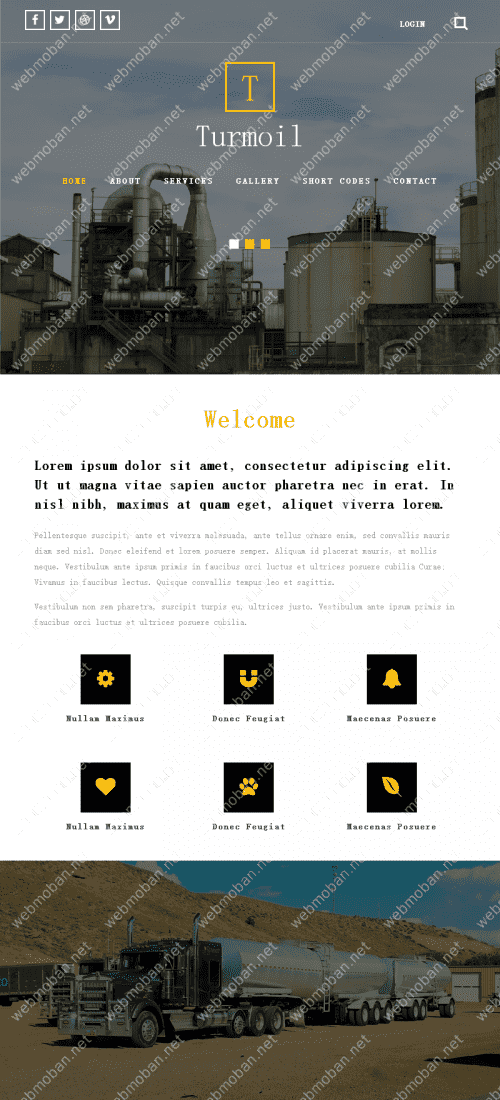 LOGIN
T
Turmoil
HOME ABOUT SERVICES GALLERY SHORT CODES CONTACT
Welcome
Lorem ipsum dolor sit amet, consectetur adipiscing elit.
Ut ut magna vitae sapien auctor pharetra nec in erat. In
nisl nibh, maximus at quam eget, aliquet viverra lorem.
Pellentesque suscipit, ante et viverra malesuada, ante tellus ornare enim, sed convallis mauris
diam sed nisl. Donec eleifend et lorem posuere semper. Aliquam id placerat mauris, at mollis
neque. Vestibulum ante ipsum primis in faucibus orci luctus et ultrices posuere cubilia Curae.
Vivamus in faucibus lectus. Quisque convallis tempus leo et sagittis.
Vestibulum non sem pharetra, suscipit turpis eu, ultrices justo. Vestibulum ante ipsum primis in
faucibus orci luctus et ultrices posuere cubilia.
Nullam Maximus Donec Feugiat Maecenas Posuere
Nullam Maximus Donec Feugiat Maecenas Posuere
webmoban.net